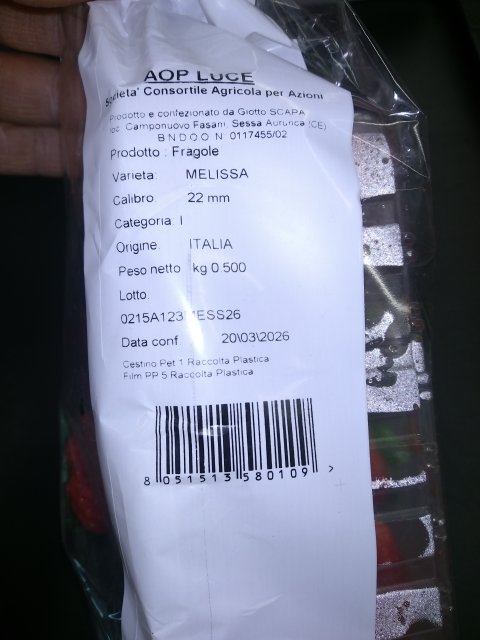 AOP LUCE
Societa' Consortile Agricola per Azioni
Prodotto e confezionato da Giotto SCAPA
loc. Camponuovo Fasani, Sessa Aurunca (CE)
B N D O O N. 0117455/02
Prodotto : Fragole
Varieta: MELISSA
Calibro: 22 mm
Categoria I
Origine: ITALIA
Peso netto kg 0.500
Lotto:
0215A123 ESS26
Data conf. 20\03\2026
Cestino Pet 1 Raccolta Plastica
Film PP 5 Raccolta Plastica
8 051513 580109 >